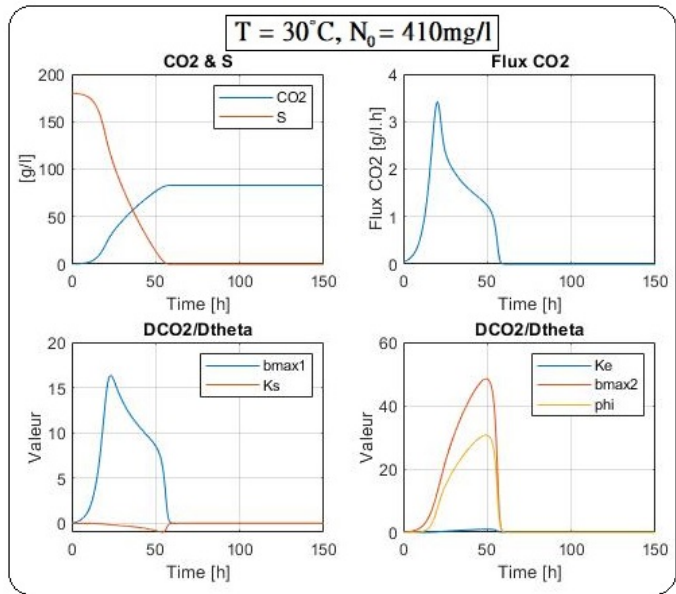 T = 30°C, N₀ = 410mg/l
CO2 & S
[g/l]
200
150
100
50
0
CO2
S
0 50 100 150
Time [h]
Flux CO2
Flux CO2 [g/l.h]
4
3
2
1
0
0 50 100 150
Time [h]
DCO2/Dtheta
Valeur
20
15
10
5
0
bmax1
Ks
0 50 100 150
Time [h]
DCO2/Dtheta
Valeur
60
40
20
0
Ke
bmax2
phi
0 50 100 150
Time [h]